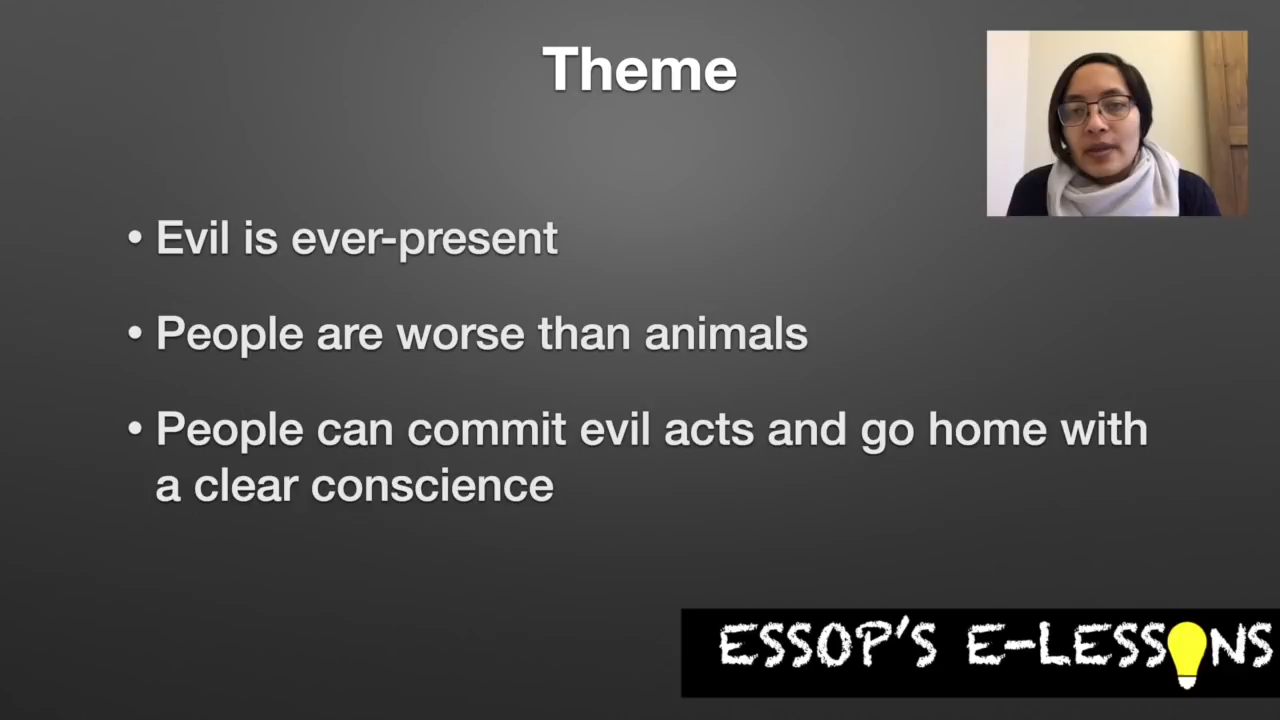 Theme
• Evil is ever-present
• People are worse than animals
• People can commit evil acts and go home with
a clear conscience
ESSOP'S E-LESSONS